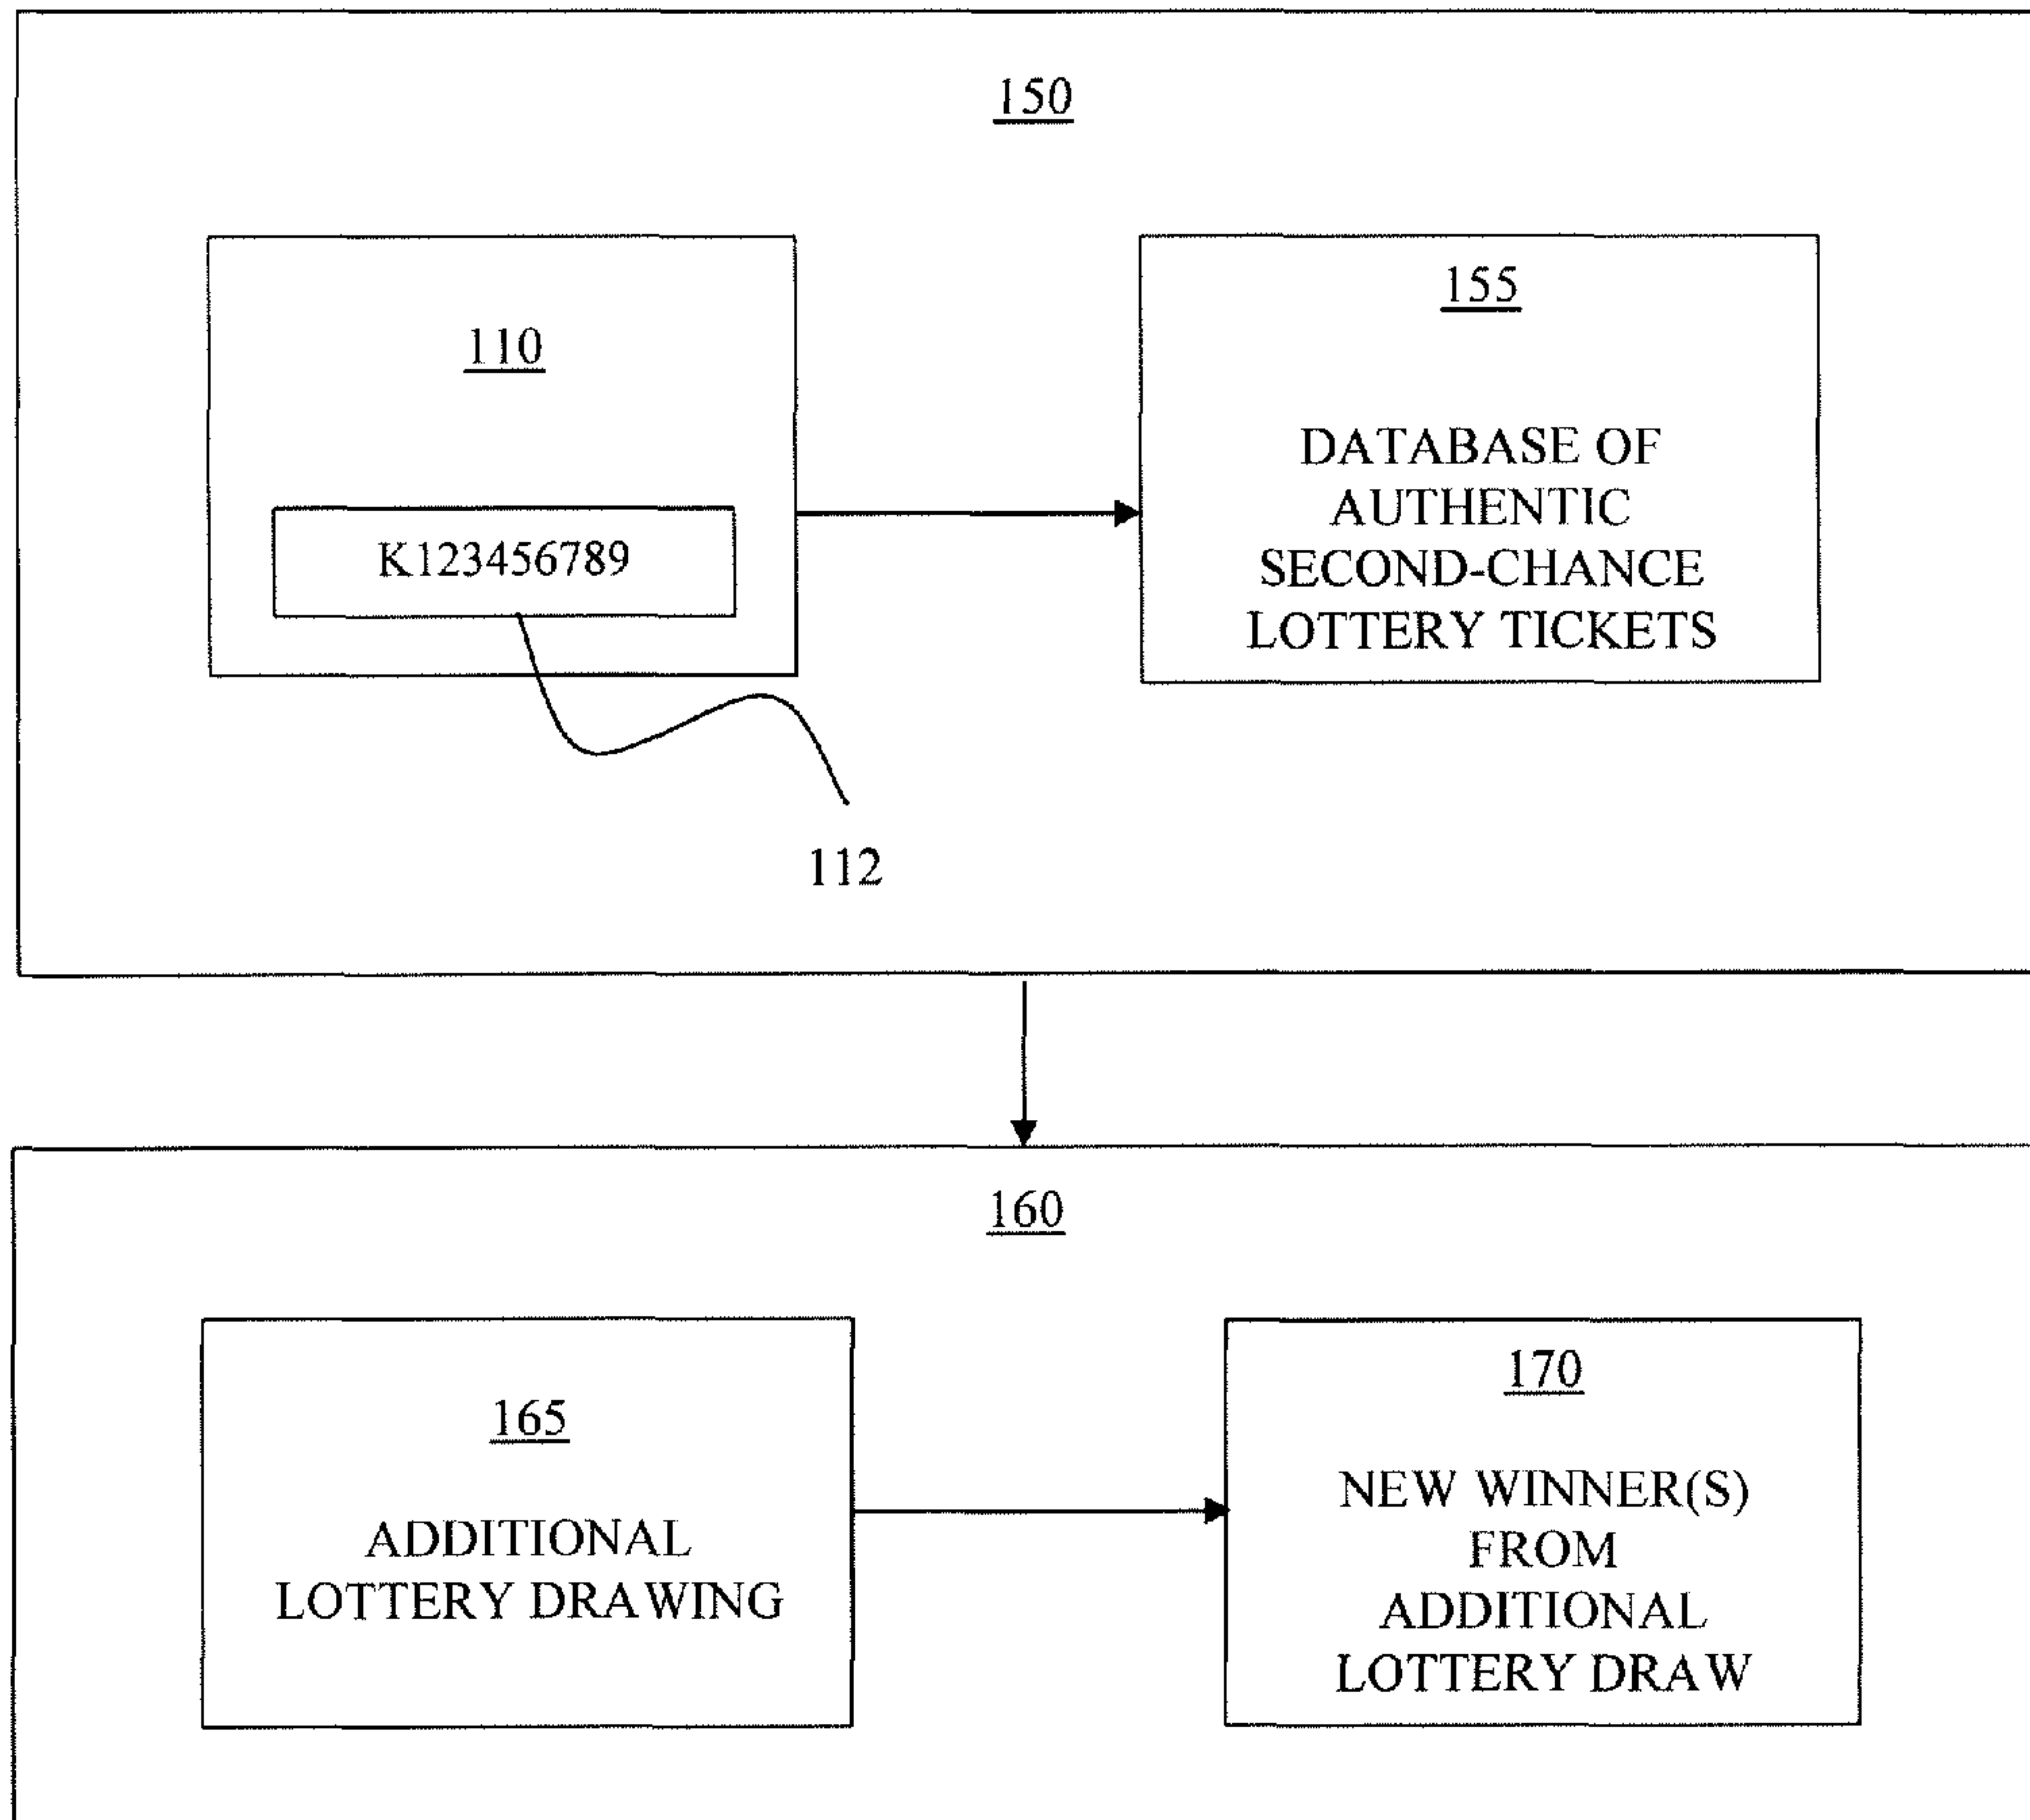 150
110
K123456789
112
155
DATABASE OF
AUTHENTIC
SECOND-CHANCE
LOTTERY TICKETS
160
165
ADDITIONAL
LOTTERY DRAWING
170
NEW WINNER(S)
FROM
ADDITIONAL
LOTTERY DRAW